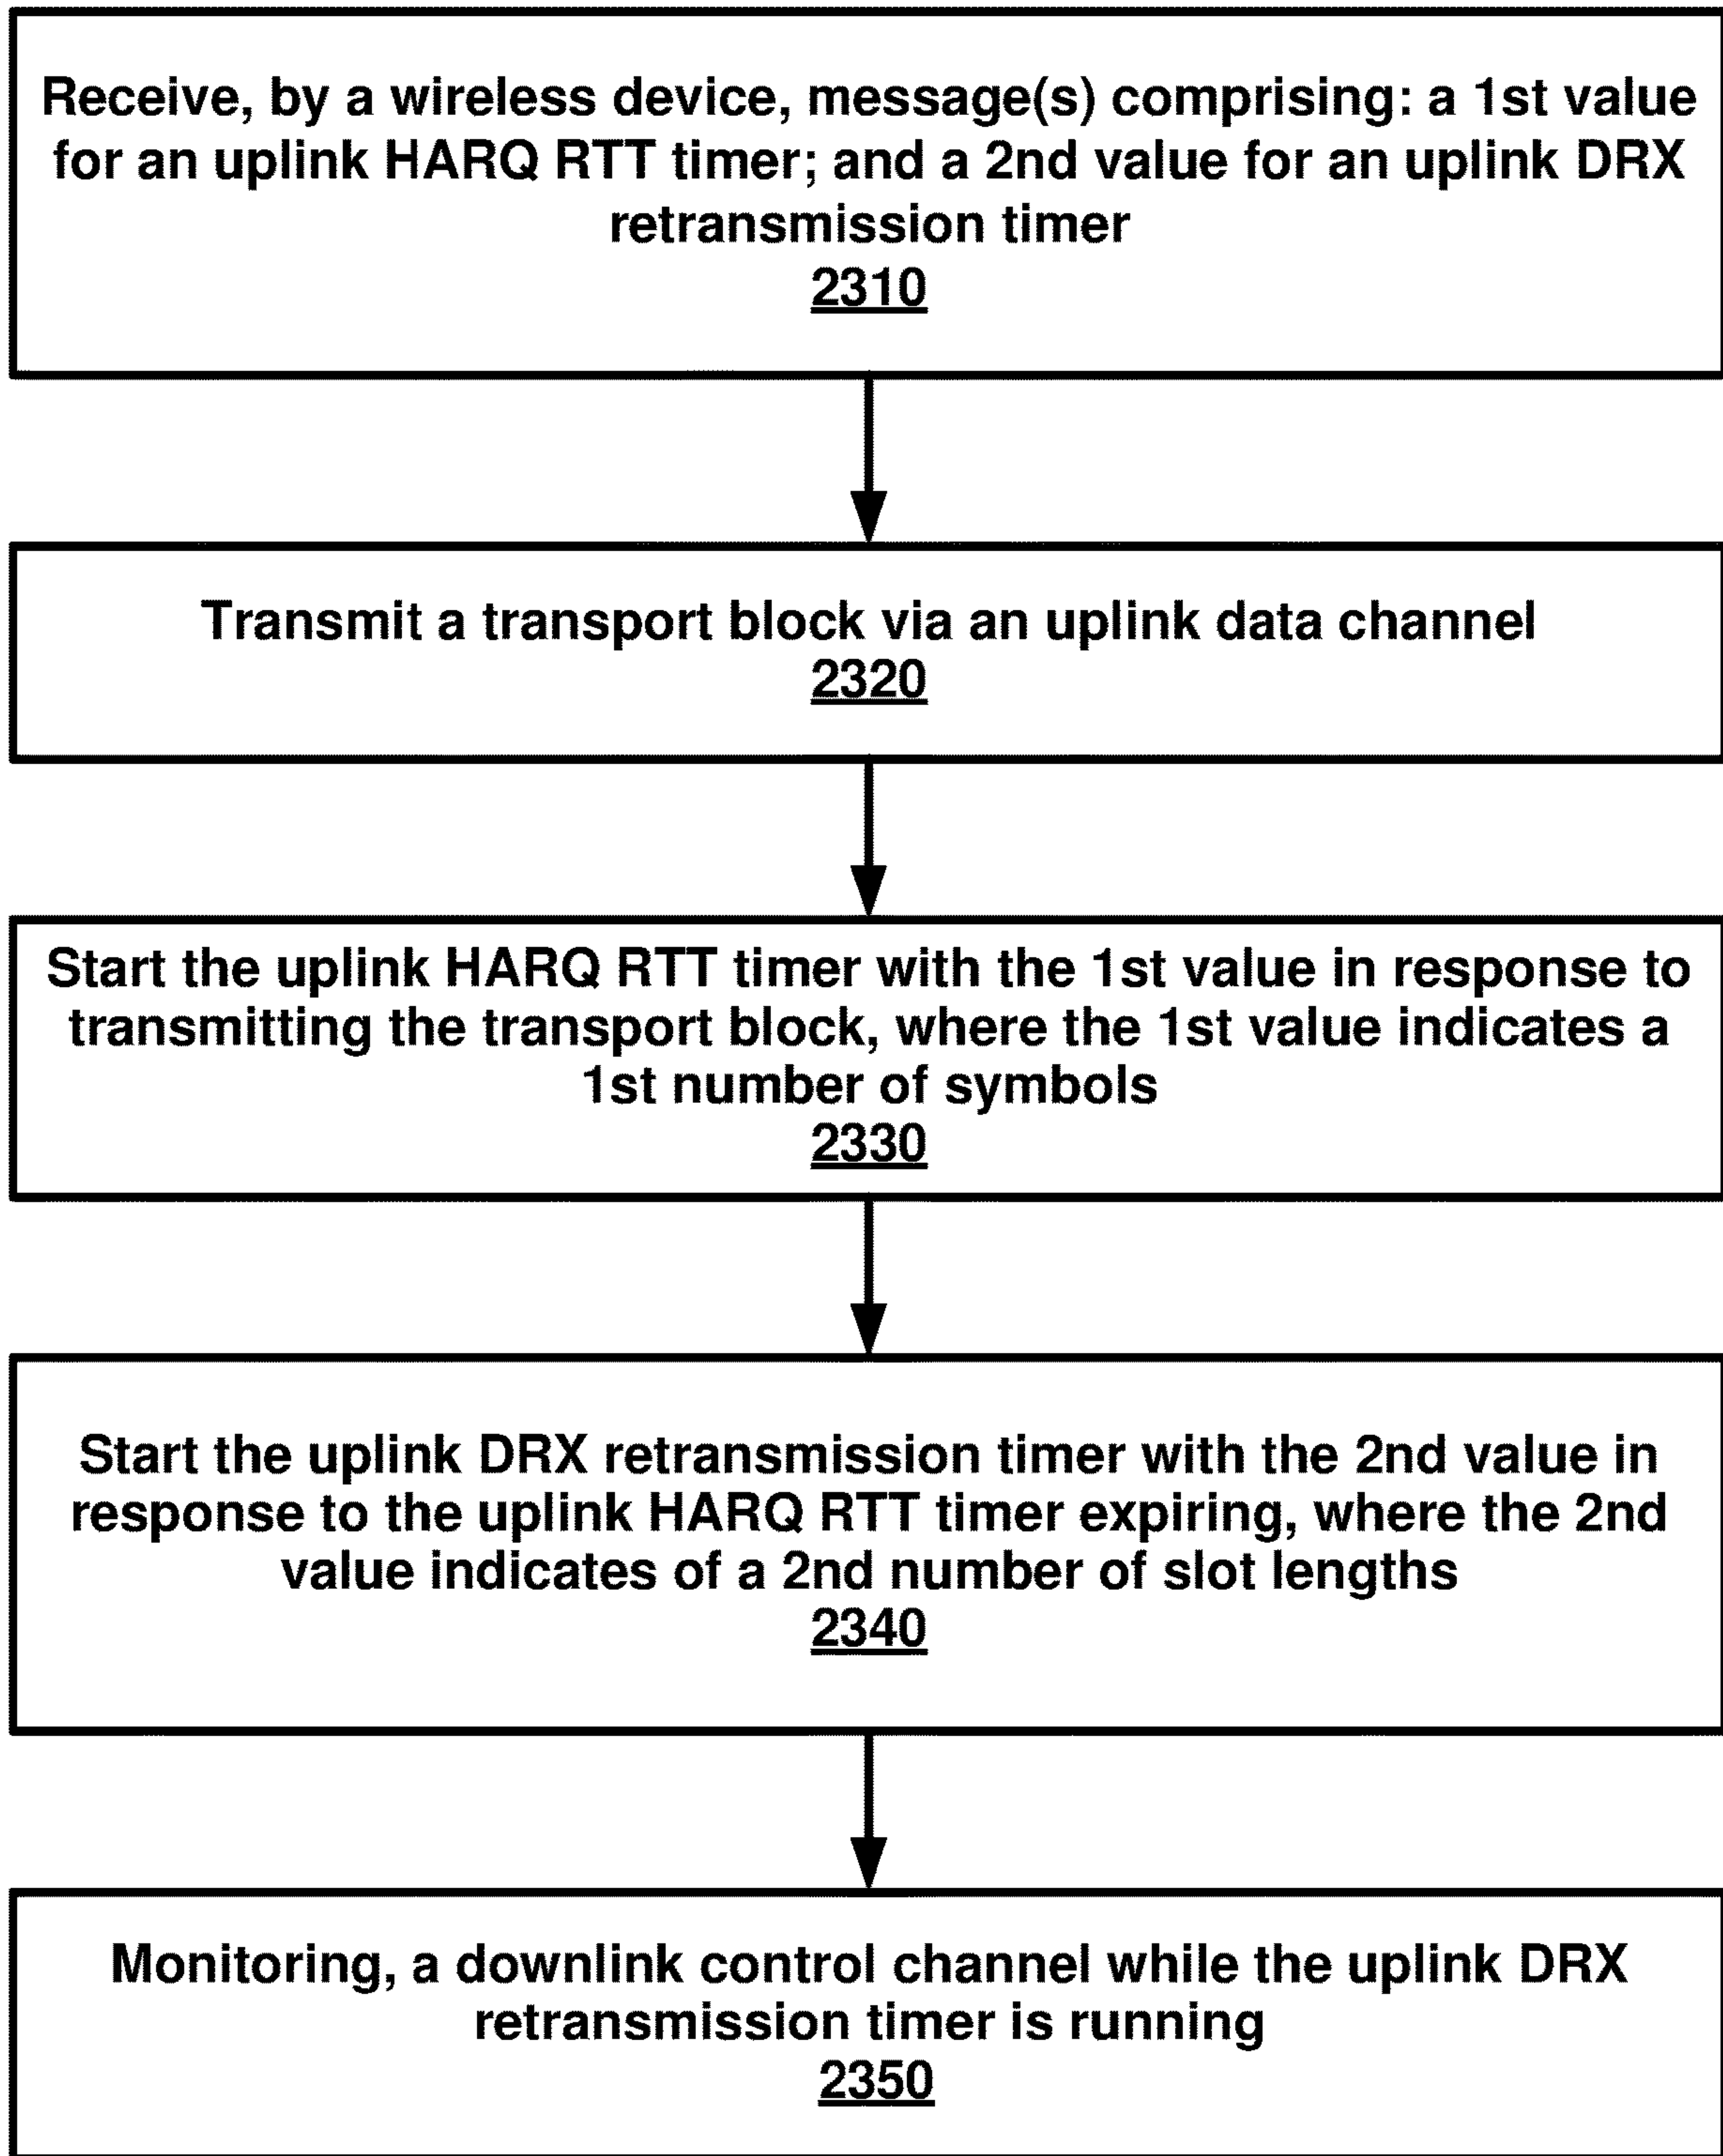 Receive, by a wireless device, message(s) comprising: a 1st value
for an uplink HARQ RTT timer; and a 2nd value for an uplink DRX
retransmission timer
2310
Transmit a transport block via an uplink data channel
2320
Start the uplink HARQ RTT timer with the 1st value in response to
transmitting the transport block, where the 1st value indicates a
1st number of symbols
2330
Start the uplink DRX retransmission timer with the 2nd value in
response to the uplink HARQ RTT timer expiring, where the 2nd
value indicates of a 2nd number of slot lengths
2340
Monitoring, a downlink control channel while the uplink DRX
retransmission timer is running
2350